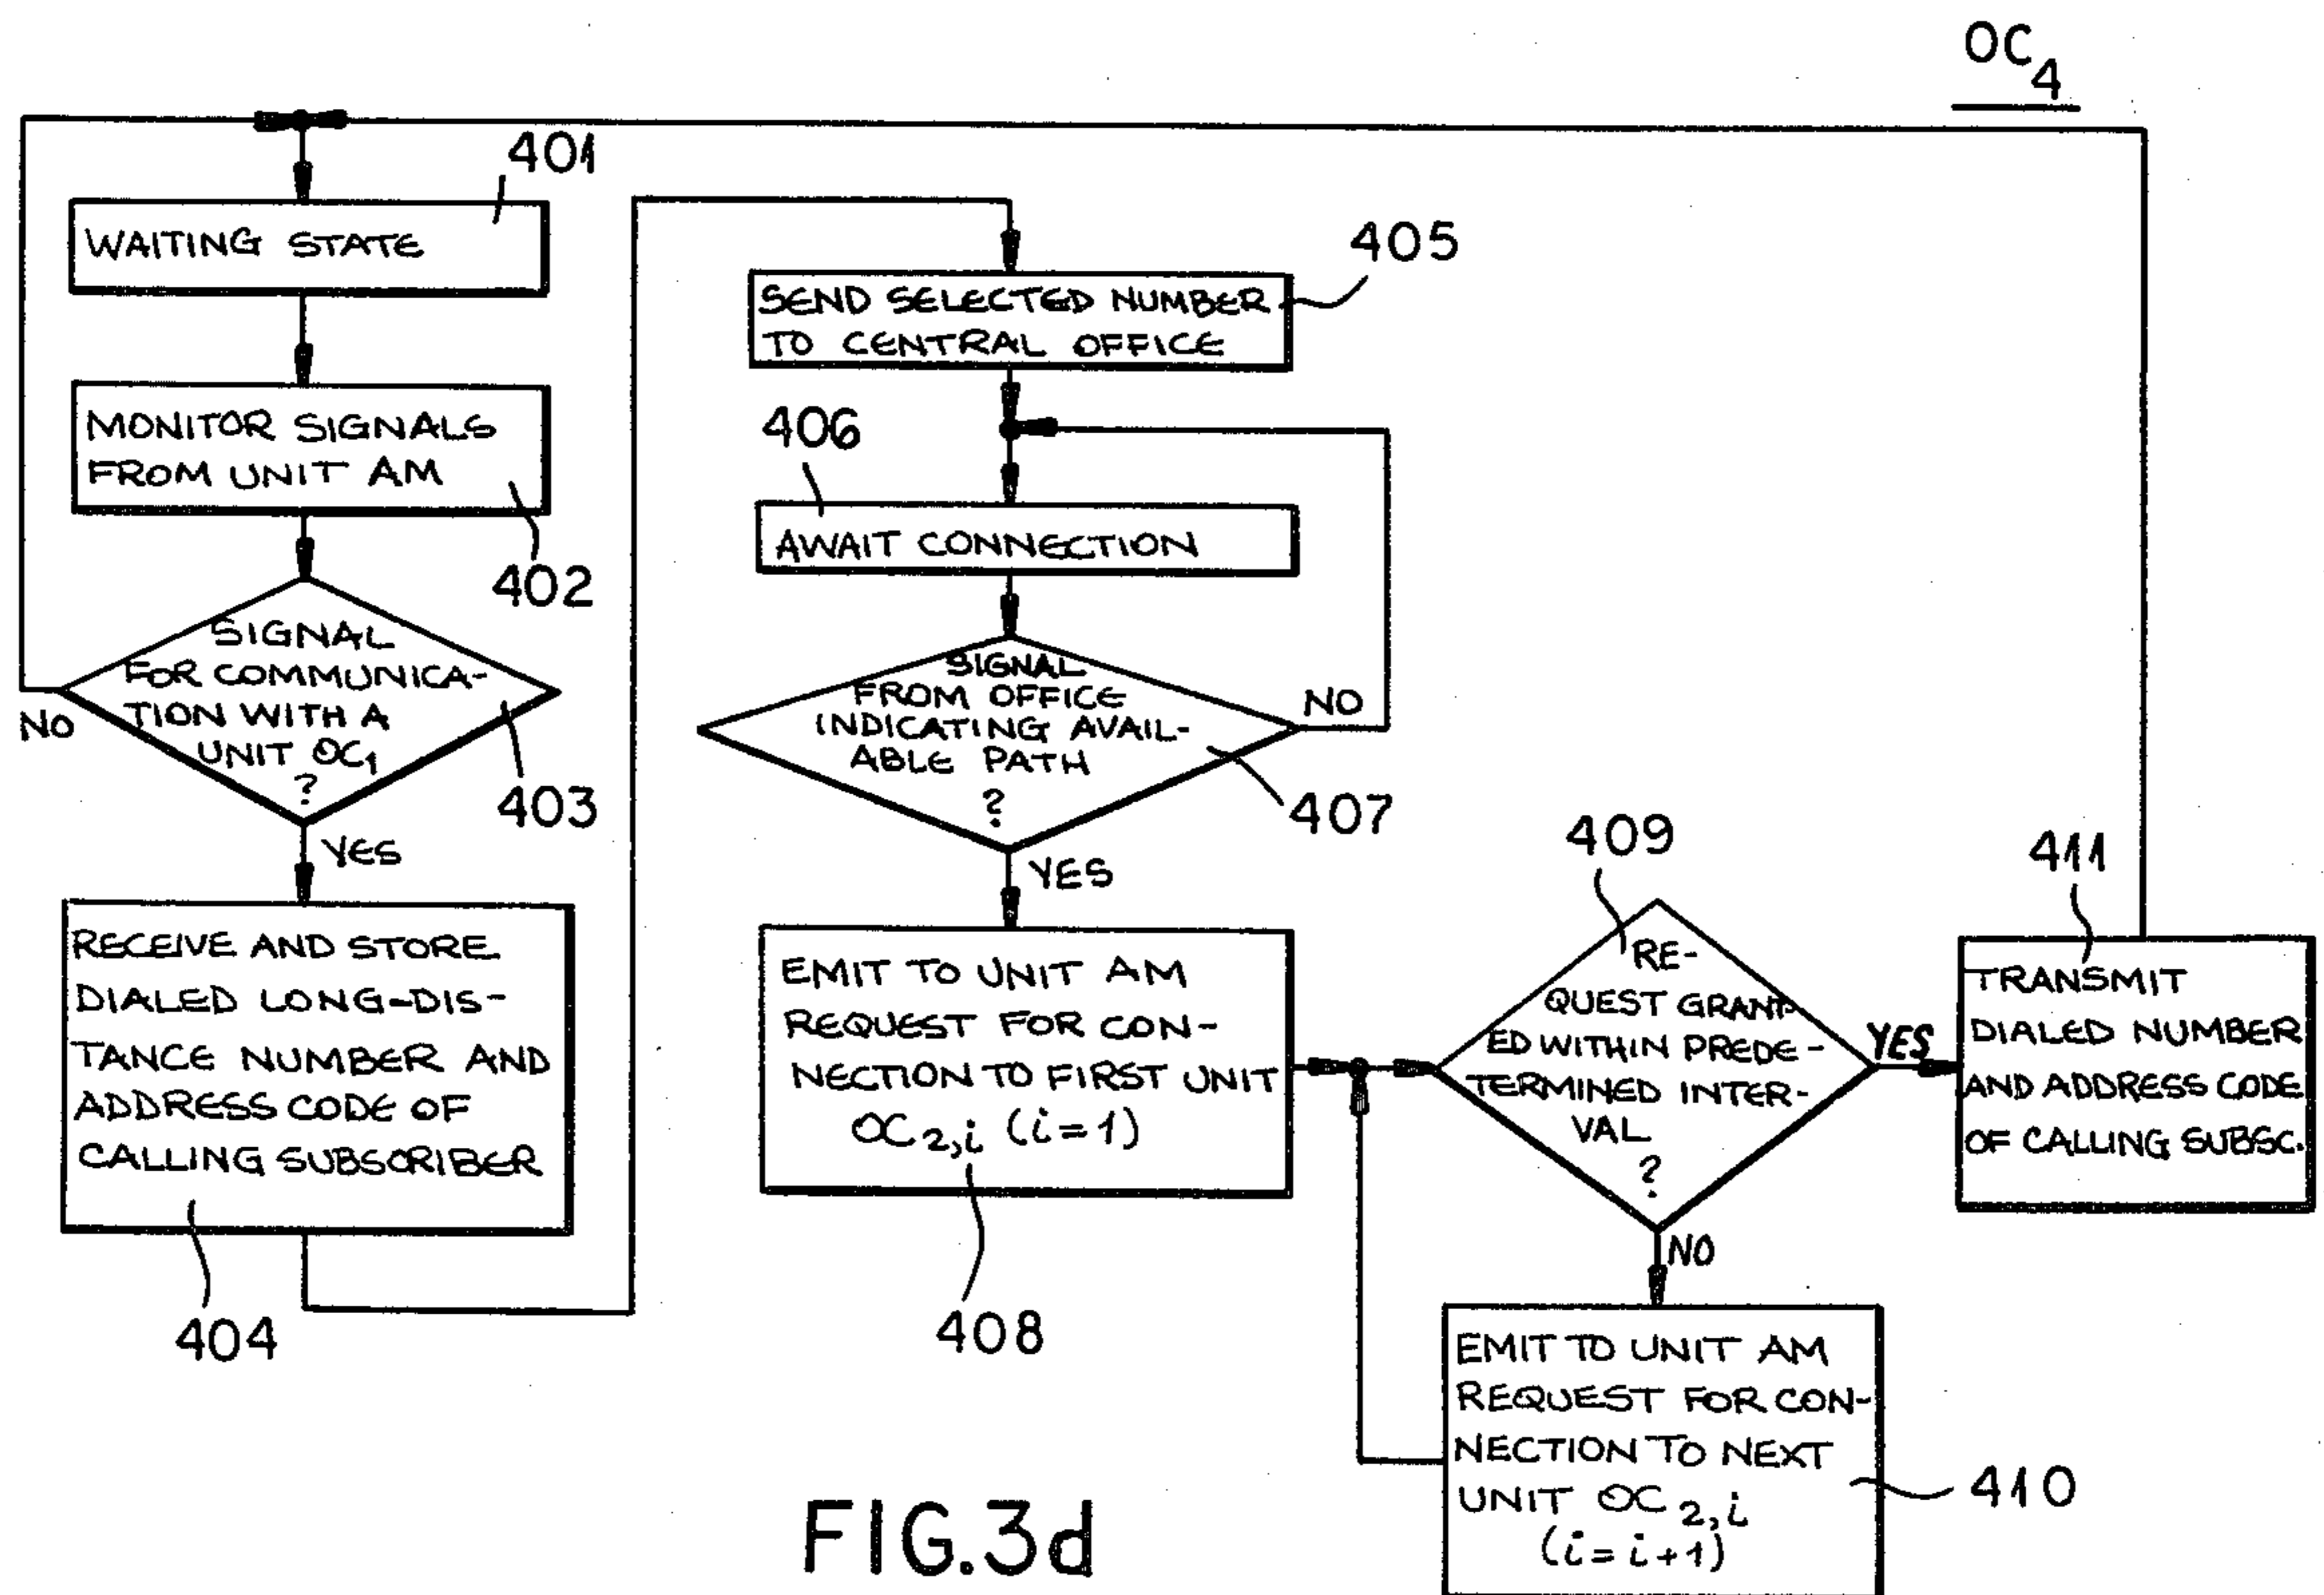 OC4
401
WAITING STATE
MONITOR SIGNALS
FROM UNIT AM
402
SIGNAL
FOR COMMUNICA-
TION WITH A
UNIT OC1
?
403
NO
YES
RECEIVE AND STORE
DIALED LONG-DIS-
TANCE NUMBER AND
ADDRESS CODE OF
CALLING SUBSCRIBER
404
405
SEND SELECTED NUMBER
TO CENTRAL OFFICE
406
AWAIT CONNECTION
SIGNAL
FROM OFFICE
INDICATING AVAIL-
ABLE PATH
?
NO
407
YES
EMIT TO UNIT AM
REQUEST FOR CON-
NECTION TO FIRST UNIT
OC2,i (i=1)
408
409
RE-
QUEST GRANT-
ED WITHIN PREDE-
TERMINED INTER-
VAL
?
YES
NO
411
TRANSMIT
DIALED NUMBER
AND ADDRESS CODE
OF CALLING SUBSC.
EMIT TO UNIT AM
REQUEST FOR CON-
NECTION TO NEXT
UNIT OC2,i
(i=i+1)
410
FIG.3d